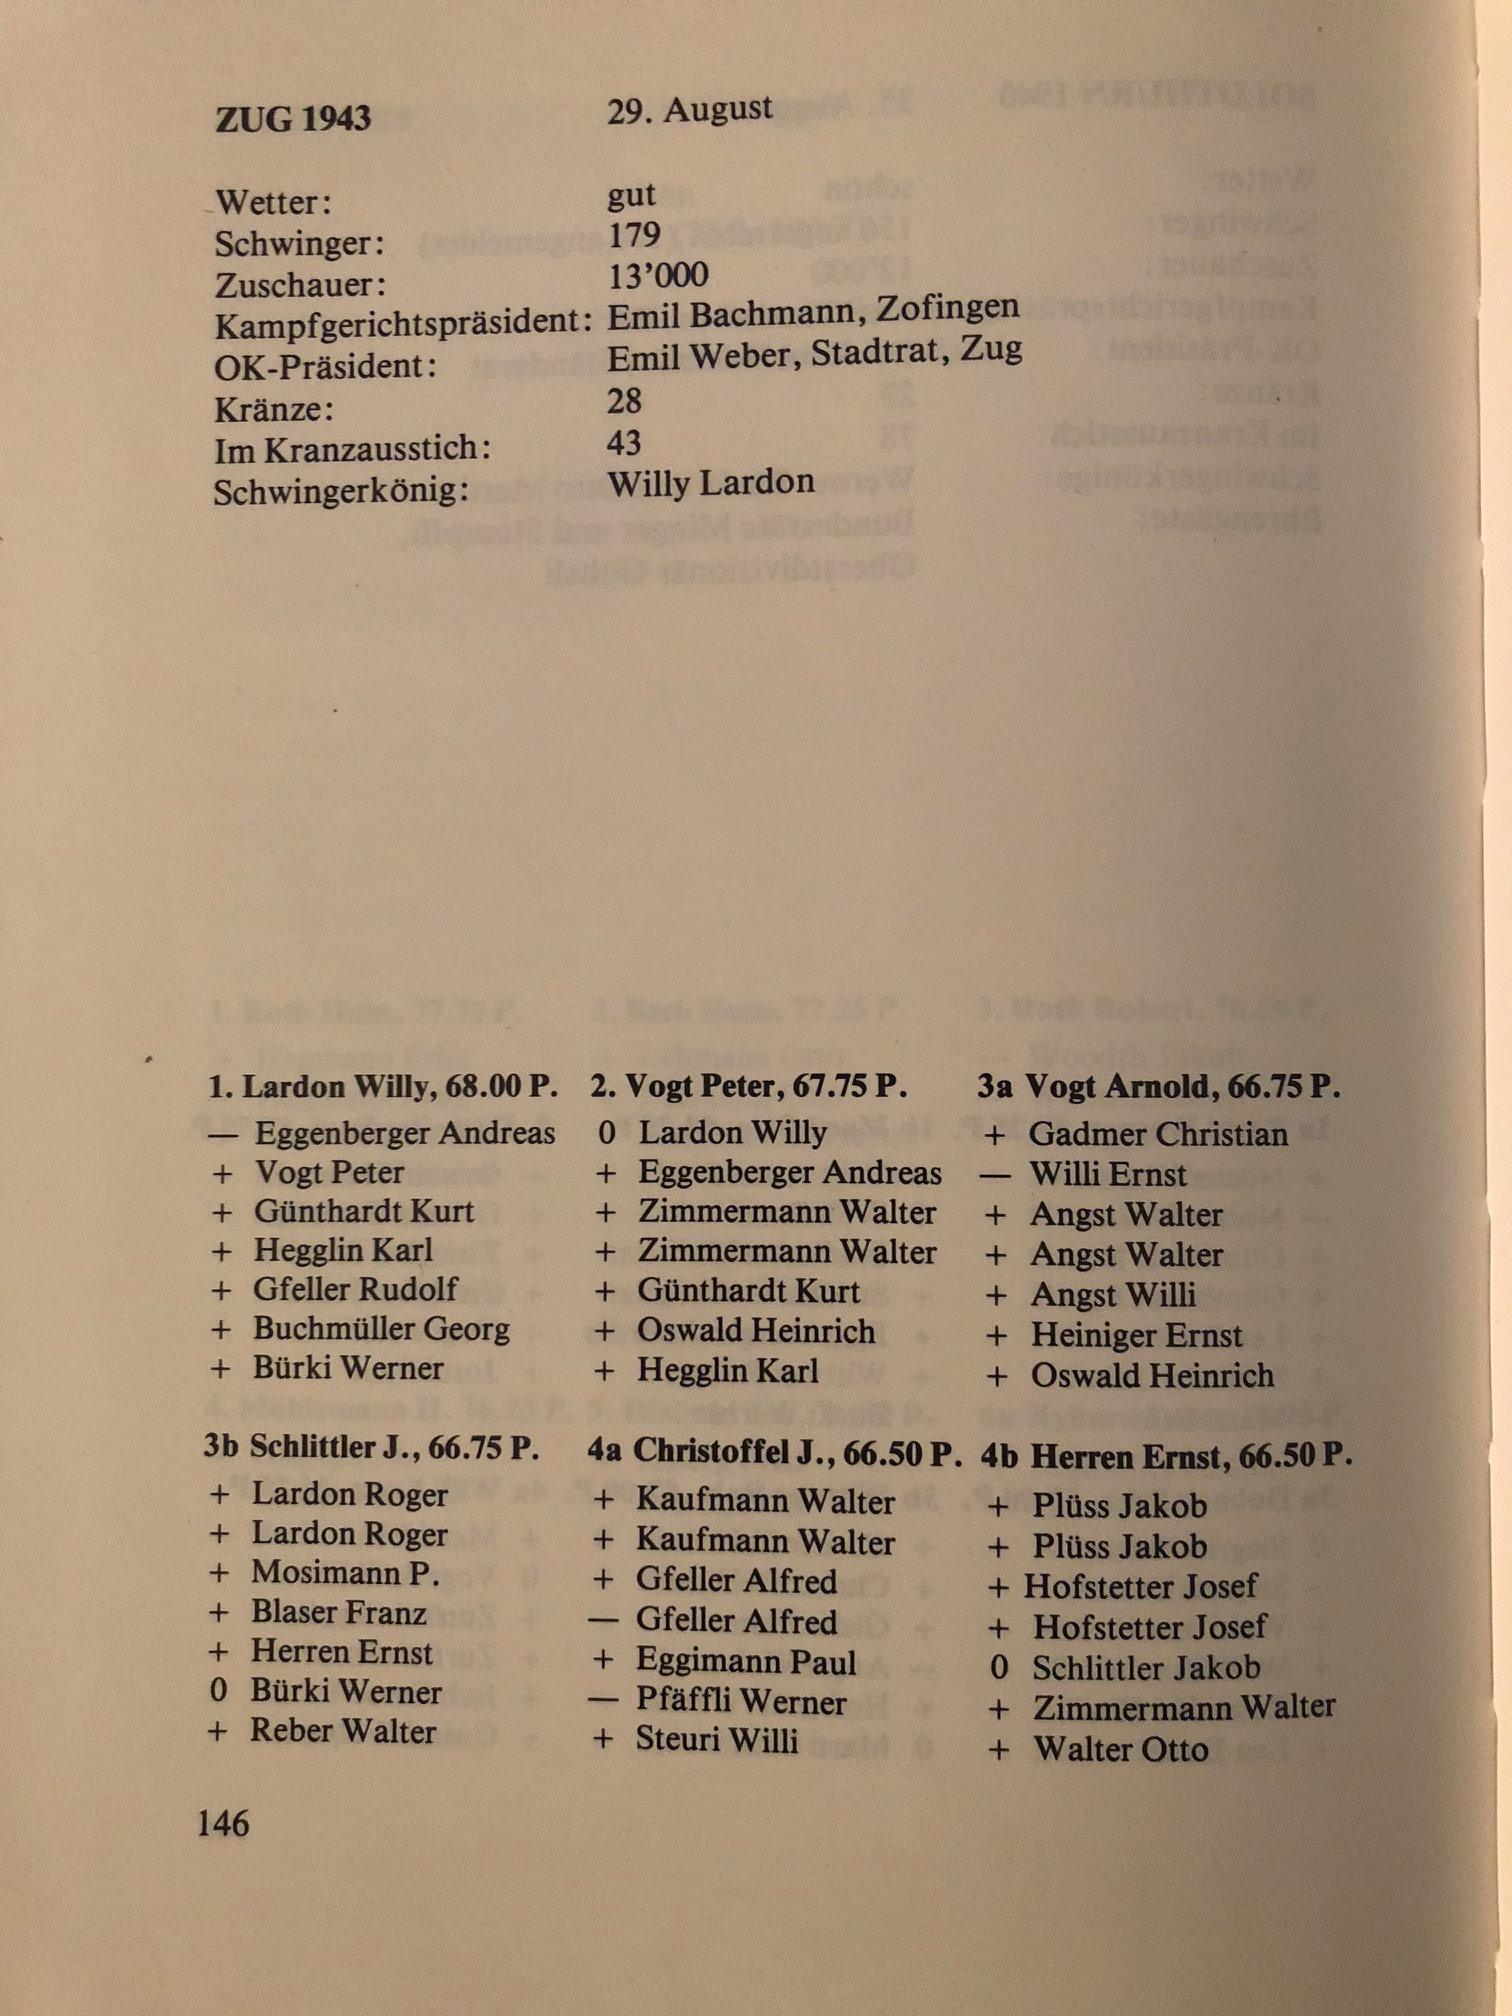 ZUG 1943 29. August
Wetter: gut
Schwinger: 179
Zuschauer: 13’000
Kampfgerichtspräsident: Emil Bachmann, Zofingen
OK-Präsident: Emil Weber, Stadtrat, Zug
Kränze: 28
Im Kranzausstich: 43
Schwingerkönig: Willy Lardon
1. Lardon Willy, 68.00 P.
— Eggenberger Andreas
+ Vogt Peter
+ Günthardt Kurt
+ Hegglin Karl
+ Gfeller Rudolf
+ Buchmüller Georg
+ Bürki Werner
2. Vogt Peter, 67.75 P.
0 Lardon Willy
+ Eggenberger Andreas
+ Zimmermann Walter
+ Zimmermann Walter
+ Günthardt Kurt
+ Oswald Heinrich
+ Hegglin Karl
3a Vogt Arnold, 66.75 P.
+ Gadmer Christian
— Willi Ernst
+ Angst Walter
+ Angst Walter
+ Angst Willi
+ Heiniger Ernst
+ Oswald Heinrich
3b Schlittler J., 66.75 P.
+ Lardon Roger
+ Lardon Roger
+ Mosimann P.
+ Blaser Franz
+ Herren Ernst
0 Bürki Werner
+ Reber Walter
4a Christoffel J., 66.50 P.
+ Kaufmann Walter
+ Kaufmann Walter
+ Gfeller Alfred
— Gfeller Alfred
+ Eggimann Paul
— Pfäffli Werner
+ Steuri Willi
4b Herren Ernst, 66.50 P.
+ Plüss Jakob
+ Plüss Jakob
+ Hofstetter Josef
+ Hofstetter Josef
0 Schlittler Jakob
+ Zimmermann Walter
+ Walter Otto
146